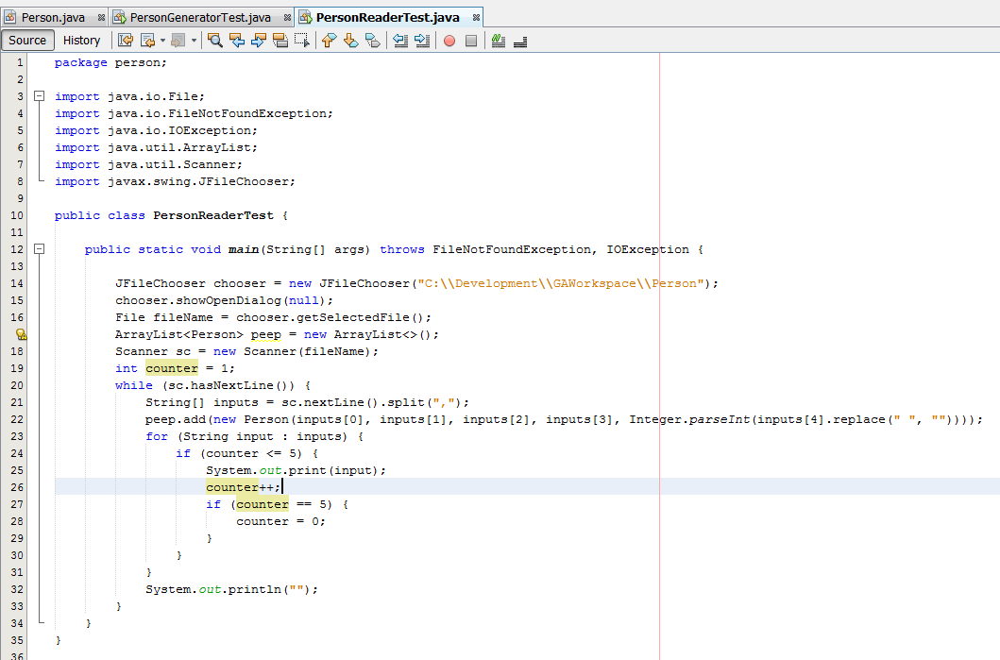 Person.java PersonGeneratorTest.java PersonReaderTest.java
Source History
1 package person;
2
3 import java.io.File;
4 import java.io.FileNotFoundException;
5 import java.io.IOException;
6 import java.util.ArrayList;
7 import java.util.Scanner;
8 import javax.swing.JFileChooser;
9
10 public class PersonReaderTest {
11
12 public static void main(String[] args) throws FileNotFoundException, IOException {
13
14 JFileChooser chooser = new JFileChooser("C:\\Development\\GAWorkspace\\Person");
15 chooser.showOpenDialog(null);
16 File fileName = chooser.getSelectedFile();
ArrayList<Person> peep = new ArrayList<>();
18 Scanner sc = new Scanner(fileName);
19 int counter = 1;
20 while (sc.hasNextLine()) {
21 String[] inputs = sc.nextLine().split(",");
22 peep.add(new Person(inputs[0], inputs[1], inputs[2], inputs[3], Integer.parseInt(inputs[4].replace(" ", ""))));
23 for (String input : inputs) {
24 if (counter <= 5) {
25 System.out.print(input);
26 counter++;
27 if (counter == 5) {
28 counter = 0;
29 }
30 }
31 }
32 System.out.println("");
33 }
34 }
35 }
36